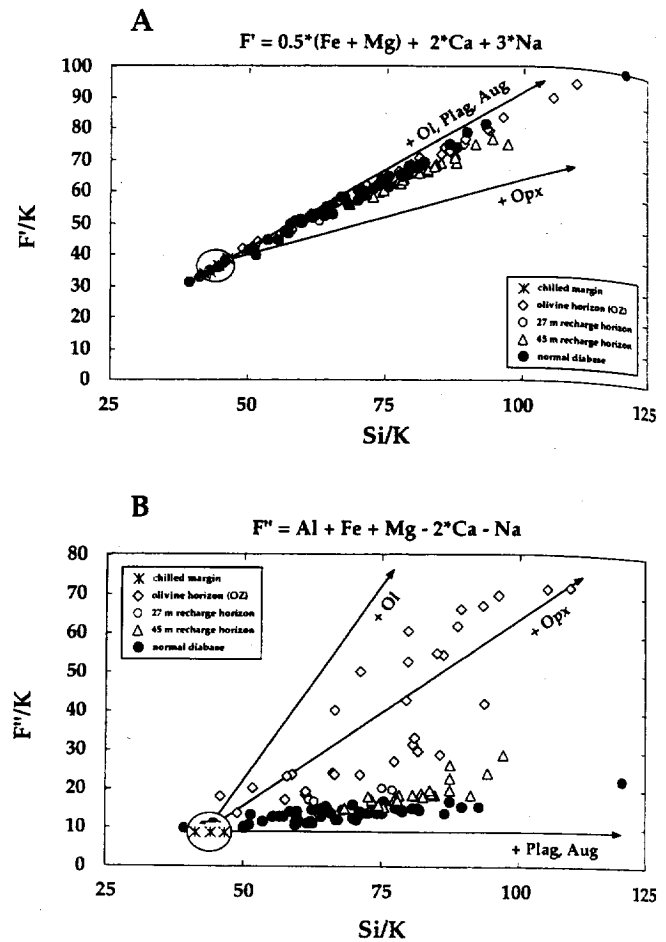 A
F' = 0.5*(Fe + Mg) + 2*Ca + 3*Na
100
90
80
70
60
50
40
30
20
10
0
F'/K
+ Ol, Plag, Aug
+ Opx
chilled margin
olivine horizon (OZ)
27 m recharge horizon
45 m recharge horizon
normal diabase
25
50
75
100
125
Si/K
B
F" = Al + Fe + Mg - 2*Ca - Na
80
70
60
50
40
30
20
10
0
F"/K
chilled margin
olivine horizon (OZ)
27 m recharge horizon
45 m recharge horizon
normal diabase
+ Ol
+ Opx
+ Plag, Aug
25
50
75
100
125
Si/K